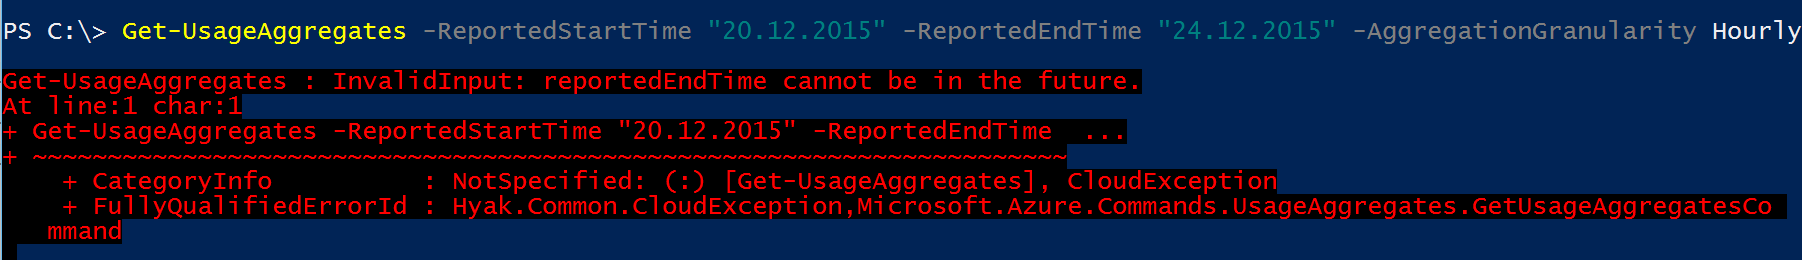 PS C:\> Get-UsageAggregates -ReportedStartTime "20.12.2015" -ReportedEndTime "24.12.2015" -AggregationGranularity Hourly
Get-UsageAggregates : InvalidInput: reportedEndTime cannot be in the future.
At line:1 char:1
+ Get-UsageAggregates -ReportedStartTime "20.12.2015" -ReportedEndTime  ...
+ ~~~~~~~~~~~~~~~~~~~~~~~~~~~~~~~~~~~~~~~~~~~~~~~~~~~~~~~~~~~~~~~~~~~~~
    + CategoryInfo          : NotSpecified: (:) [Get-UsageAggregates], CloudException
    + FullyQualifiedErrorId : Hyak.Common.CloudException,Microsoft.Azure.Commands.UsageAggregates.GetUsageAggregatesCo
   mmand